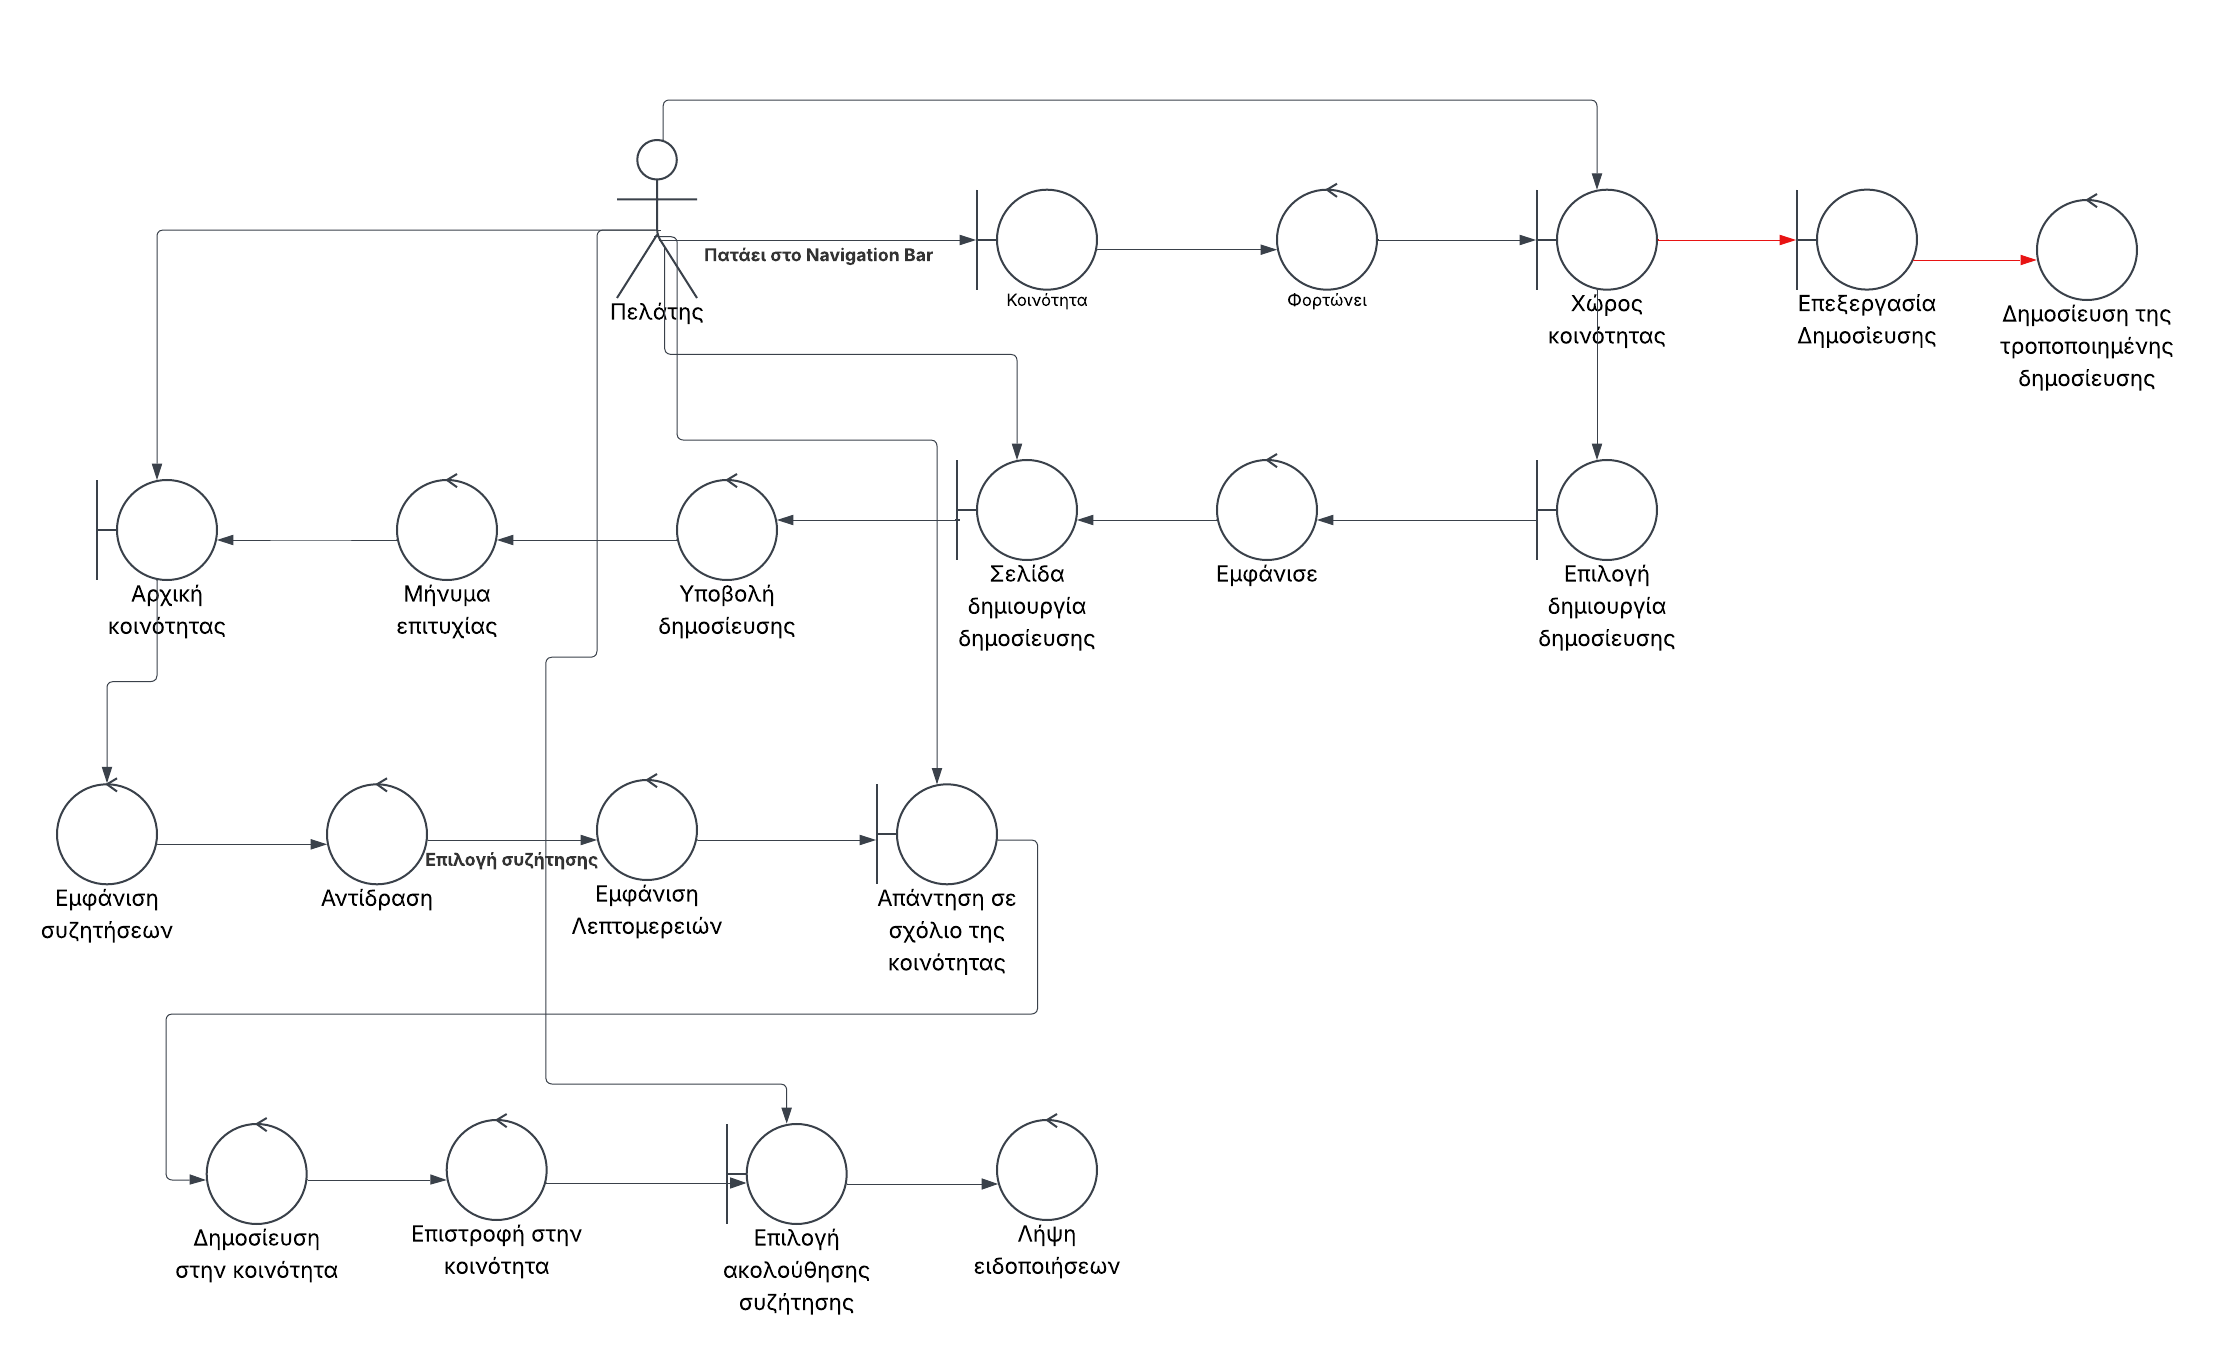 Πατάει στο Navigation Bar
Πελάτης
Κοινότητα
Φορτώνει
Χώρος
κοινότητας
Επεξεργασία
Δημοσίευσης
Δημοσίευση της
τροποποιημένης
δημοσίευσης
Αρχική
κοινότητας
Μήνυμα
επιτυχίας
Υποβολή
δημοσίευσης
Σελίδα
δημιουργία
δημοσίευσης
Εμφάνισε
Επιλογή
δημιουργία
δημοσίευσης
Εμφάνιση
συζητήσεων
Αντίδραση
Επιλογή συζήτησης
Εμφάνιση
Λεπτομερειών
Απάντηση σε
σχόλιο της
κοινότητας
Δημοσίευση
στην κοινότητα
Επιστροφή στην
κοινότητα
Επιλογή
ακολούθησης
συζήτησης
Λήψη
ειδοποιήσεων